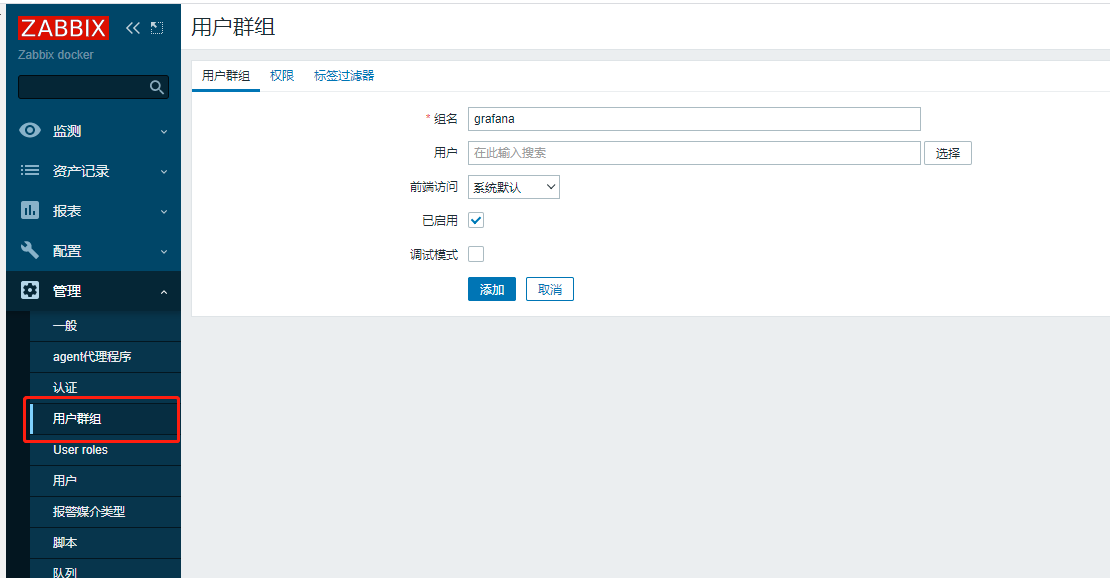 ZABBIX
Zabbix docker
监测
资产记录
报表
配置
管理
一般
agent代理程序
认证
用户群组
User roles
用户
报警媒介类型
脚本
队列
用户群组
用户群组 权限 标签过滤器
* 组名 grafana
用户 在此输入搜索 选择
前端访问 系统默认
已启用
调试模式
添加 取消